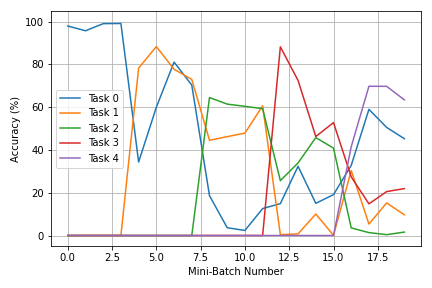 100
80
60
40
20
0
Accuracy (%)
Task 0
Task 1
Task 2
Task 3
Task 4
0.0 2.5 5.0 7.5 10.0 12.5 15.0 17.5
Mini-Batch Number